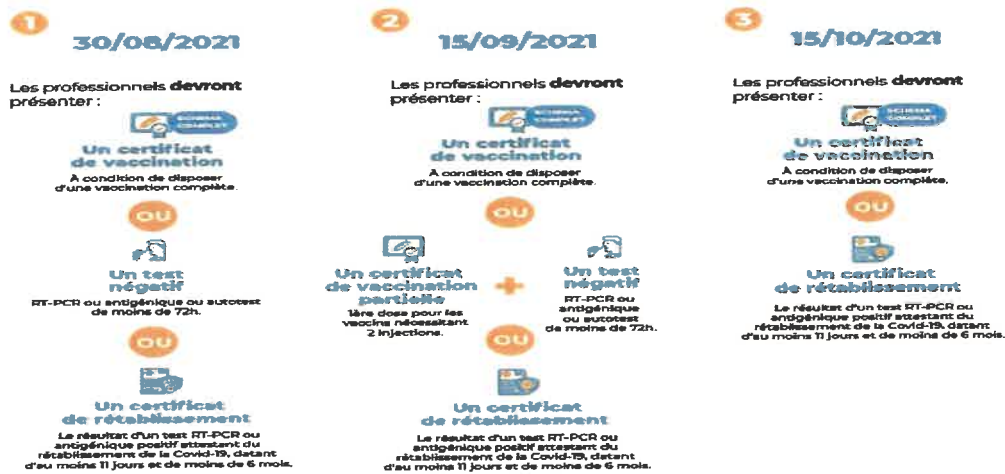 1
30/08/2021
Les professionnels devront
présenter :
SCHEMA
COMPLET
Un certificat
de vaccination
À condition de disposer
d'une vaccination complète.
OU
Un test
négatif
RT-PCR ou antigénique ou autotest
de moins de 72h.
OU
Un certificat
de rétablissement
Le résultat d'un test RT-PCR ou
antigénique positif attestant du
rétablissement de la Covid-19, datant
d'au moins 11 jours et de moins de 6 mois.
2
15/09/2021
Les professionnels devront
présenter :
SCHEMA
COMPLET
Un certificat
de vaccination
À condition de disposer
d'une vaccination complète.
OU
Un certificat
de vaccination
partielle
1ère dose pour les
vaccins nécessitant
2 injections.
+
Un test
négatif
RT-PCR ou
antigénique
ou autotest
de moins de 72h.
OU
Un certificat
de rétablissement
Le résultat d'un test RT-PCR ou
antigénique positif attestant du
rétablissement de la Covid-19, datant
d'au moins 11 jours et de moins de 6 mois.
3
15/10/2021
Les professionnels devront
présenter :
SCHEMA
COMPLET
Un certificat
de vaccination
À condition de disposer
d'une vaccination complète.
OU
Un certificat
de rétablissement
Le résultat d'un test RT-PCR ou
antigénique positif attestant du
rétablissement de la Covid-19, datant
d'au moins 11 jours et de moins de 6 mois.